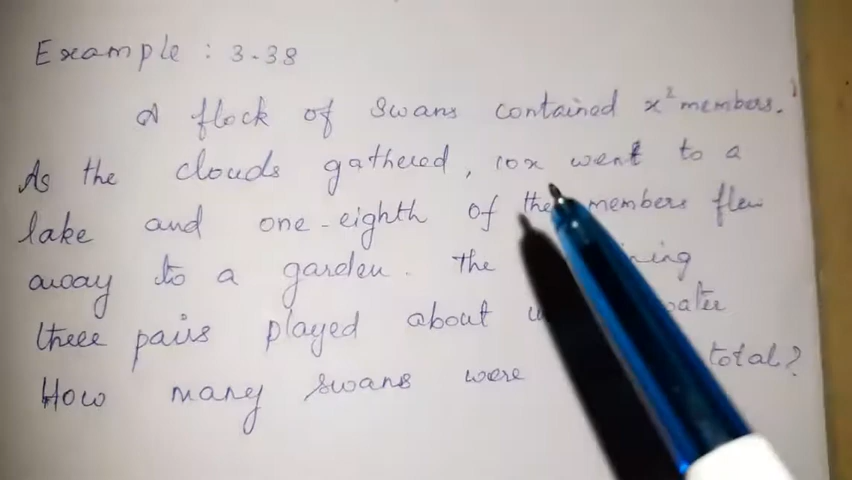 Example : 3.38
A flock of swans contained x² members.
As the clouds gathered, 10x went to a
lake and one-eighth of the members flew
away to a garden. The
three pairs played about
How many swans were total?